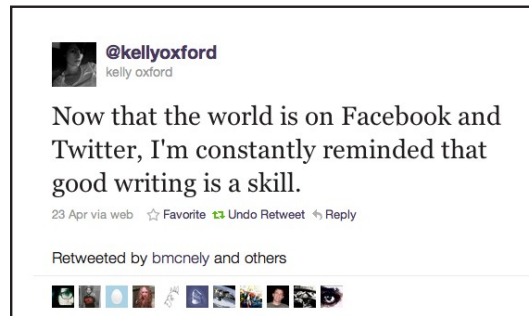 @kellyoxford
kelly oxford
Now that the world is on Facebook and
Twitter, I'm constantly reminded that
good writing is a skill.
23 Apr via web Favorite Undo Retweet Reply
Retweeted by bmcnely and others